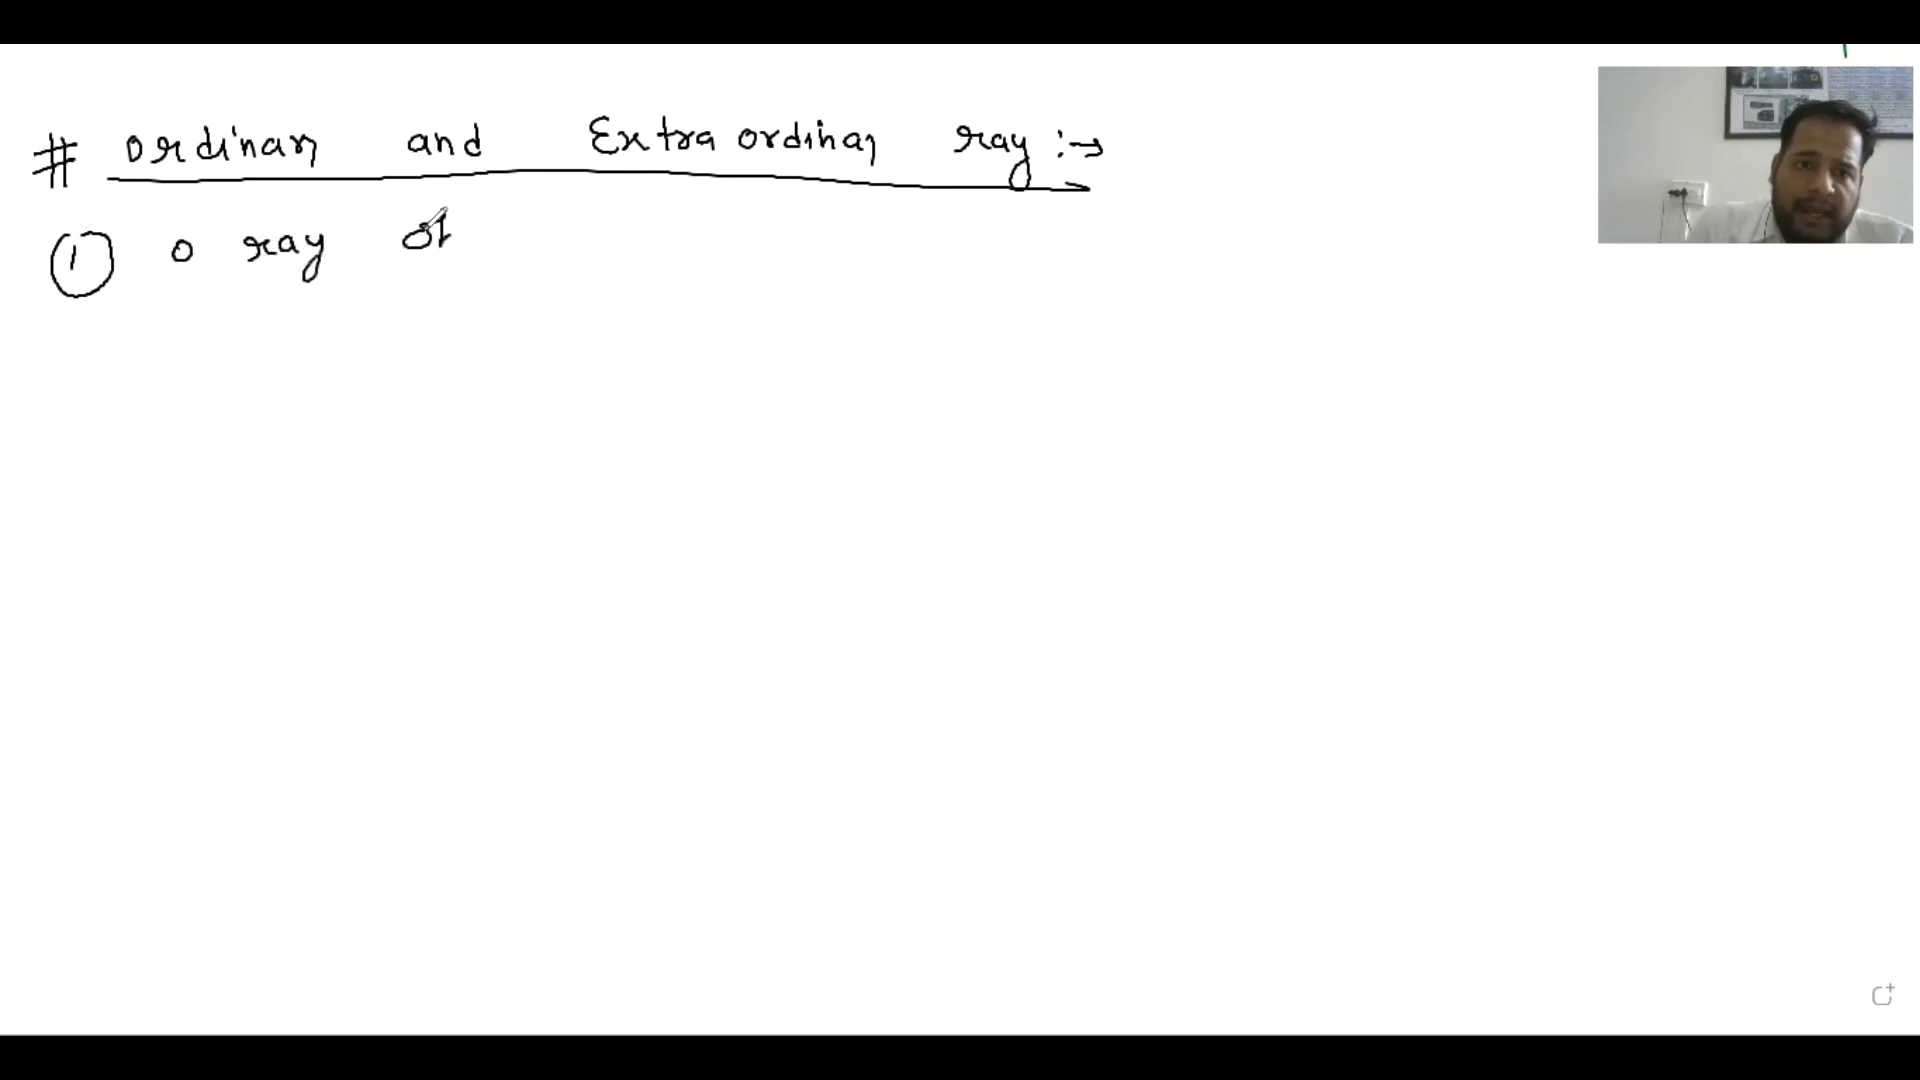 # ordinary and Extra ordinary ray :→
① o ray